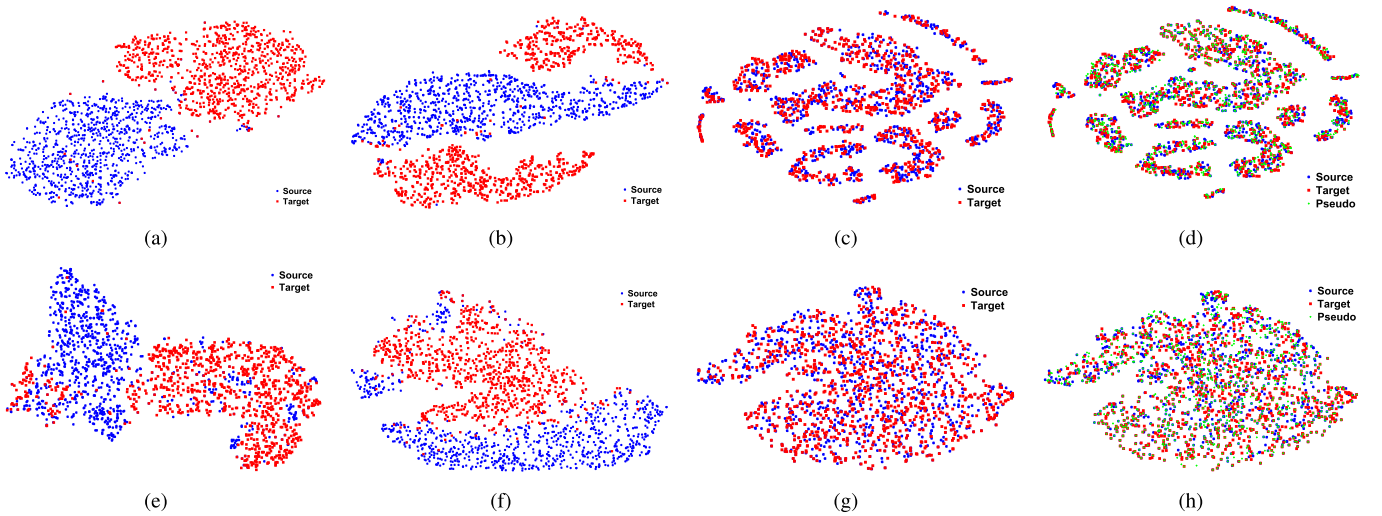 Source
Target
(a)
Source
Target
(b)
Source
Target
(c)
Source
Target
Pseudo
(d)
Source
Target
(e)
Source
Target
(f)
Source
Target
(g)
Source
Target
Pseudo
(h)